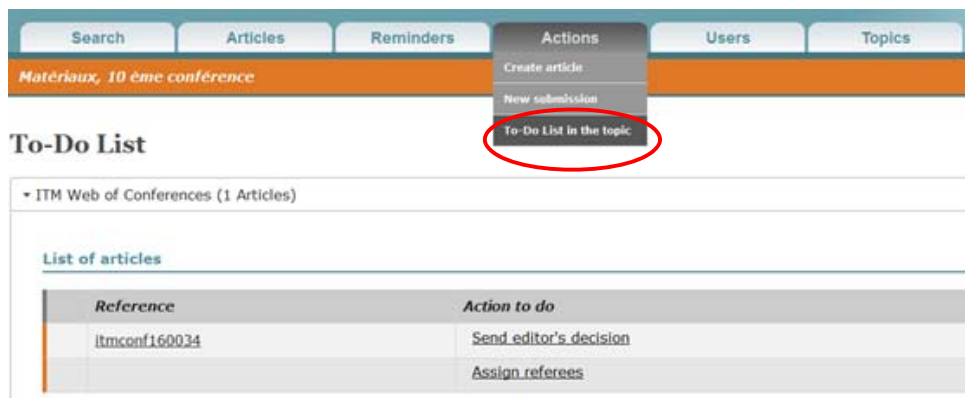 Search Articles Reminders Actions Users Topics
Matériaux, 10 ème conférence
Create article
New submission
To-Do List in the topic
To-Do List
ITM Web of Conferences (1 Articles)
List of articles
Reference Action to do
itmconf160034 Send editor's decision
Assign referees